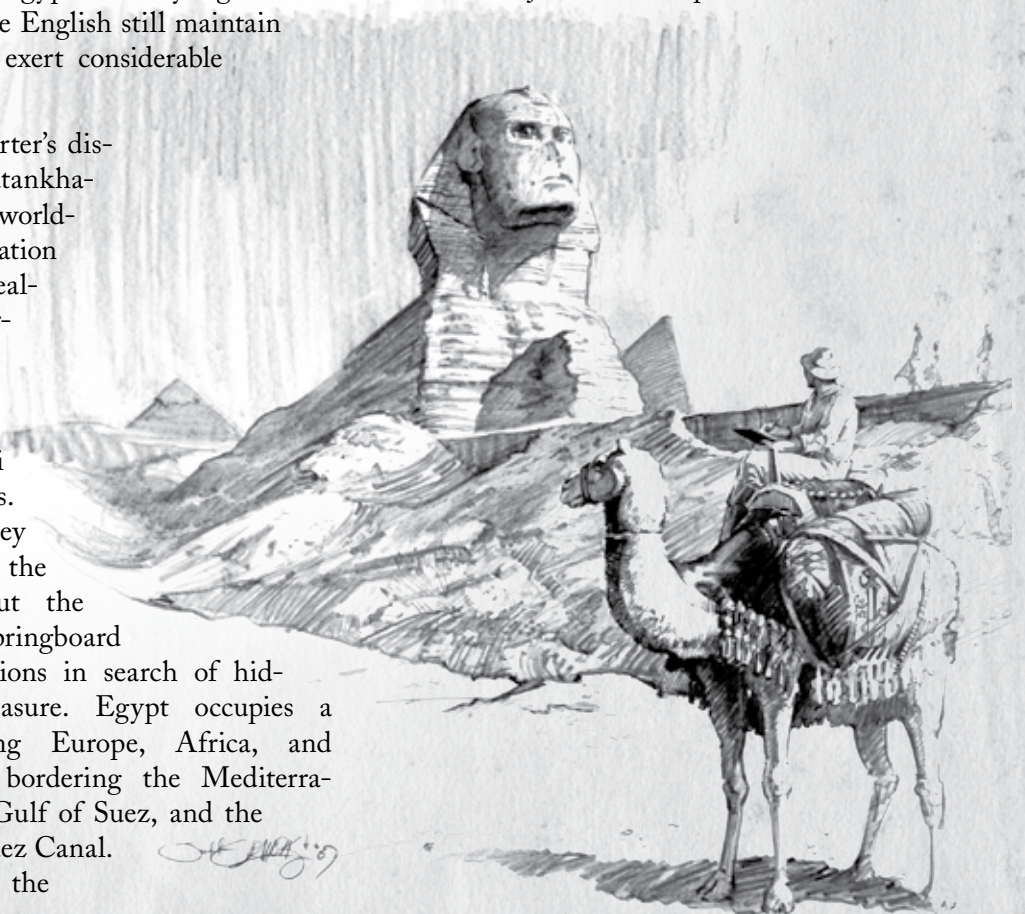 e English still maintain
exert considerable
rter’s dis-
tankha-
world-
ation
eal-
r-
i
s.
ey
the
ut the
pringboard
ions in search of hid-
asure. Egypt occupies a
ng Europe, Africa, and
bordering the Mediterra-
Gulf of Suez, and the
ez Canal.
the